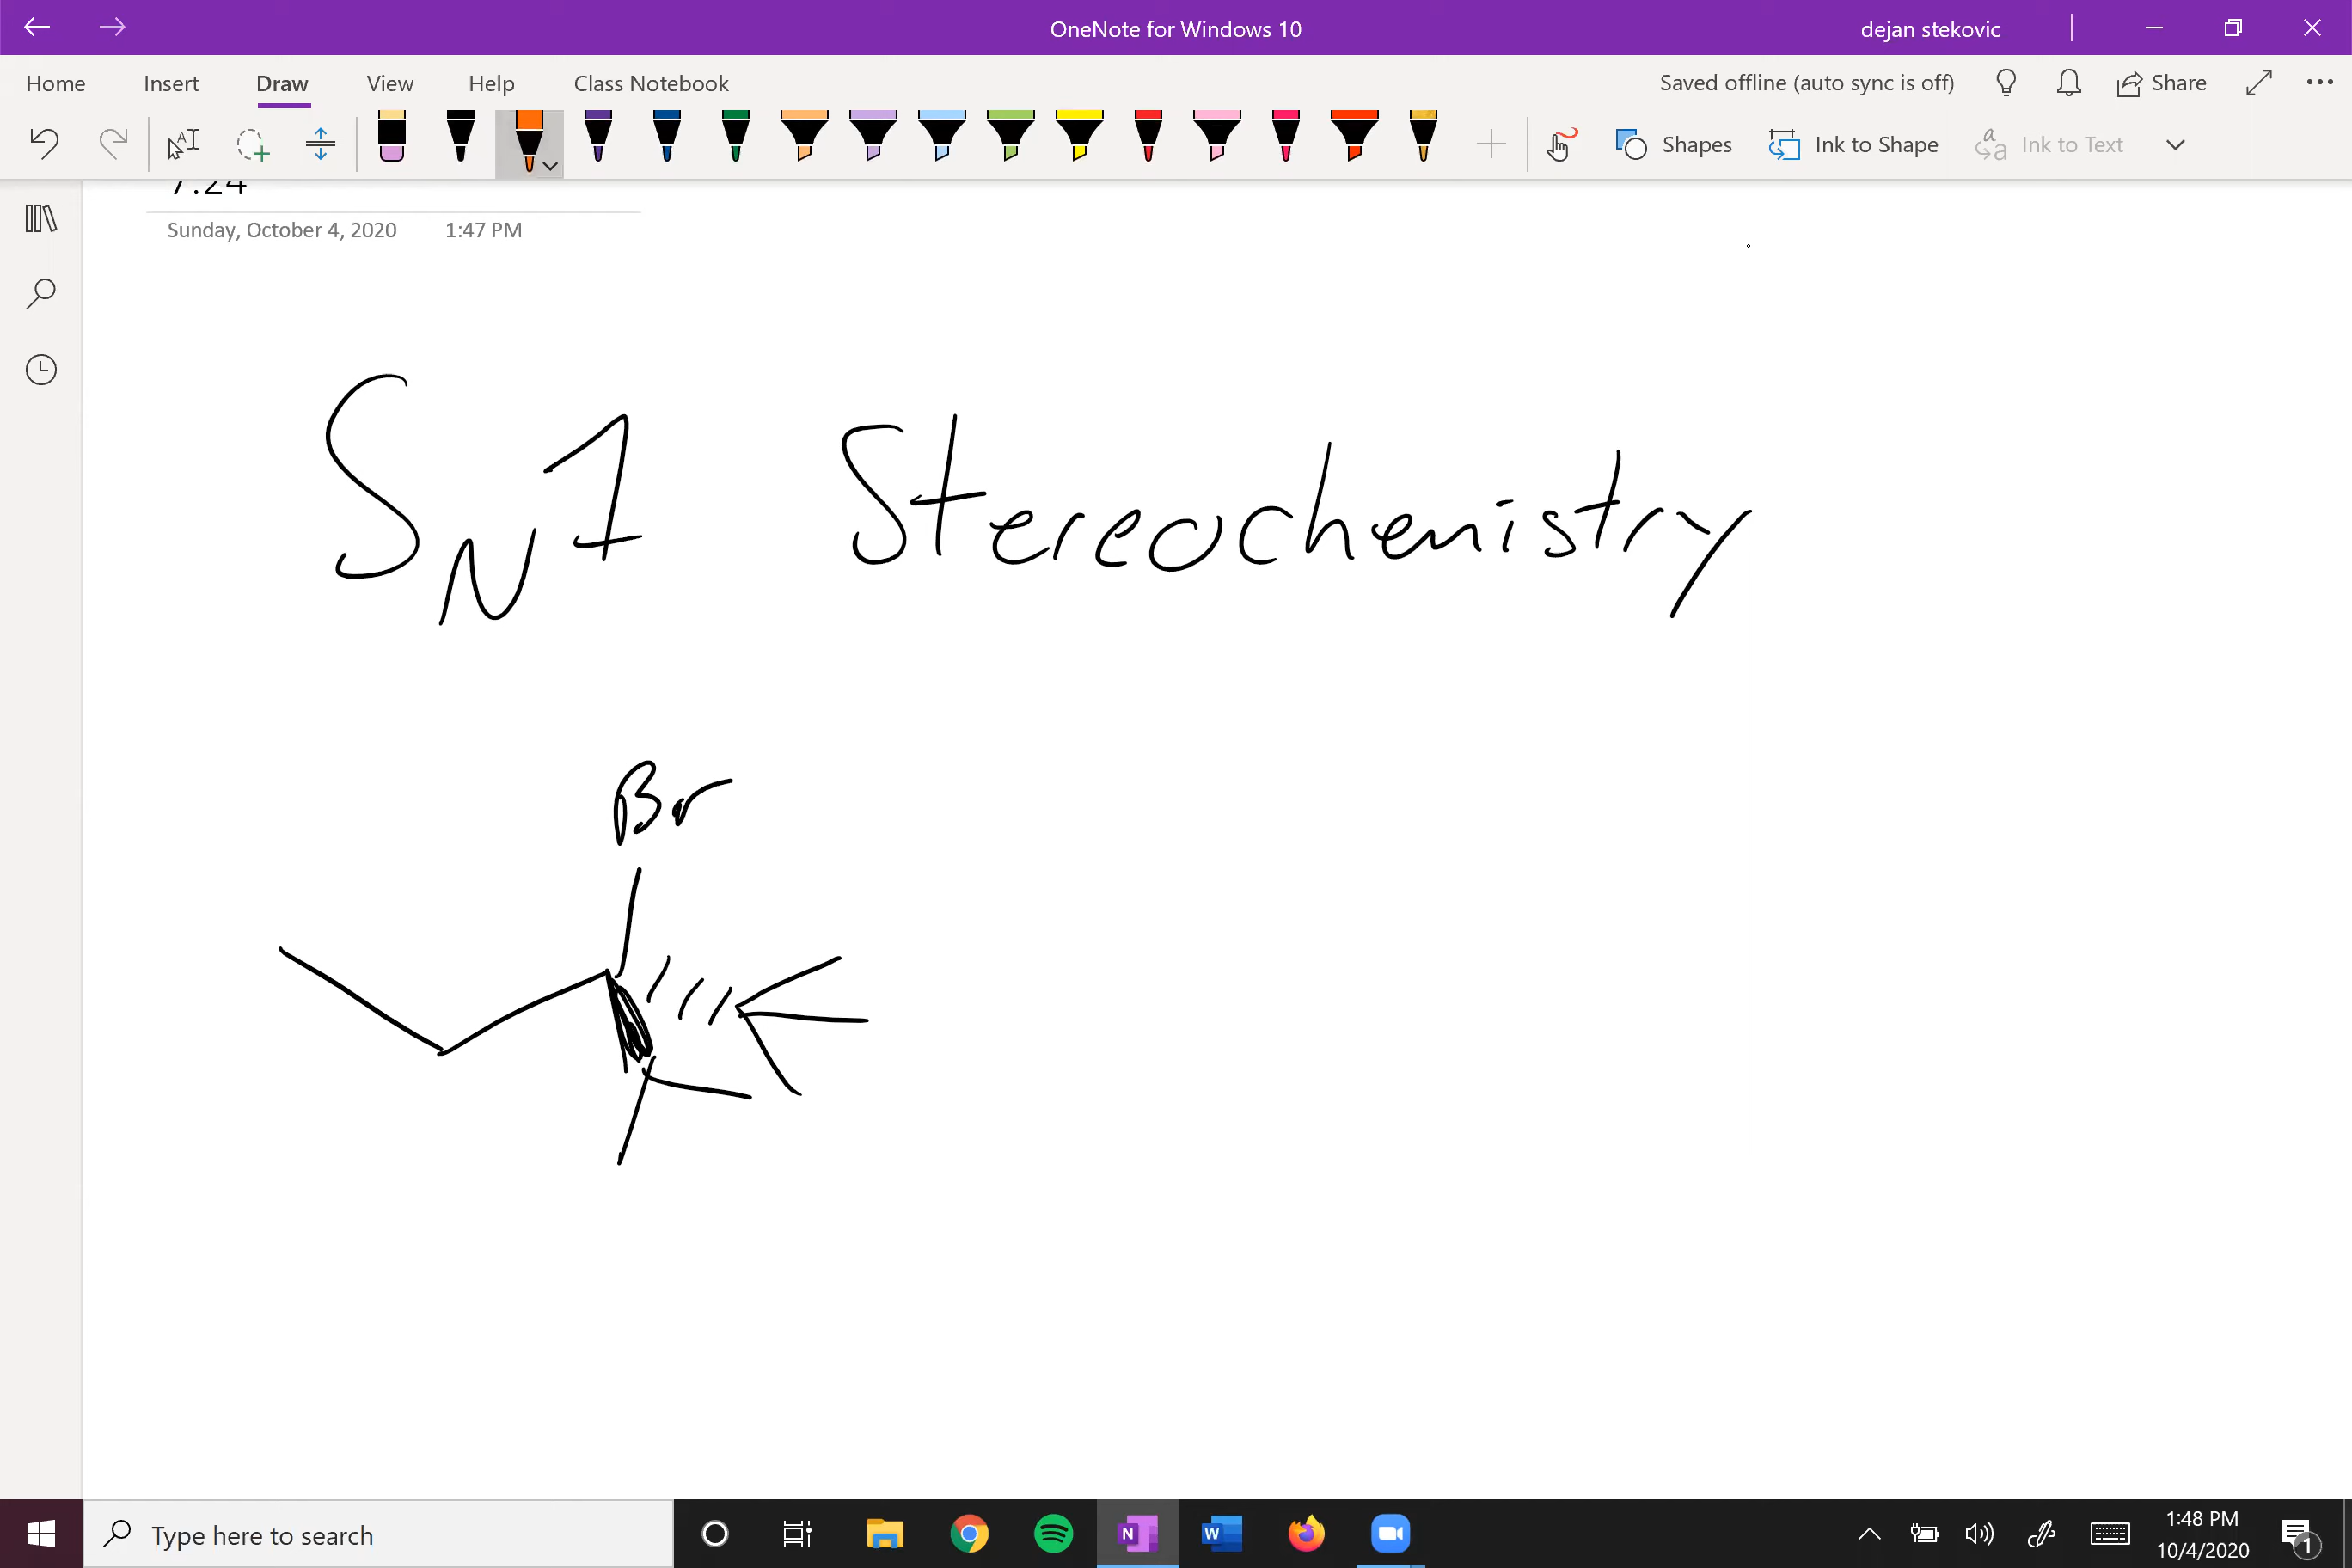 OneNote for Windows 10 dejan stekovic
Home Insert Draw View Help Class Notebook Saved offline (auto sync is off) Share
AI Shapes Ink to Shape a a Ink to Text
7.24
Sunday, October 4, 2020 1:47 PM
SN1 Stereochemistry
Br
Type here to search N W 1:48 PM
10/4/2020 1